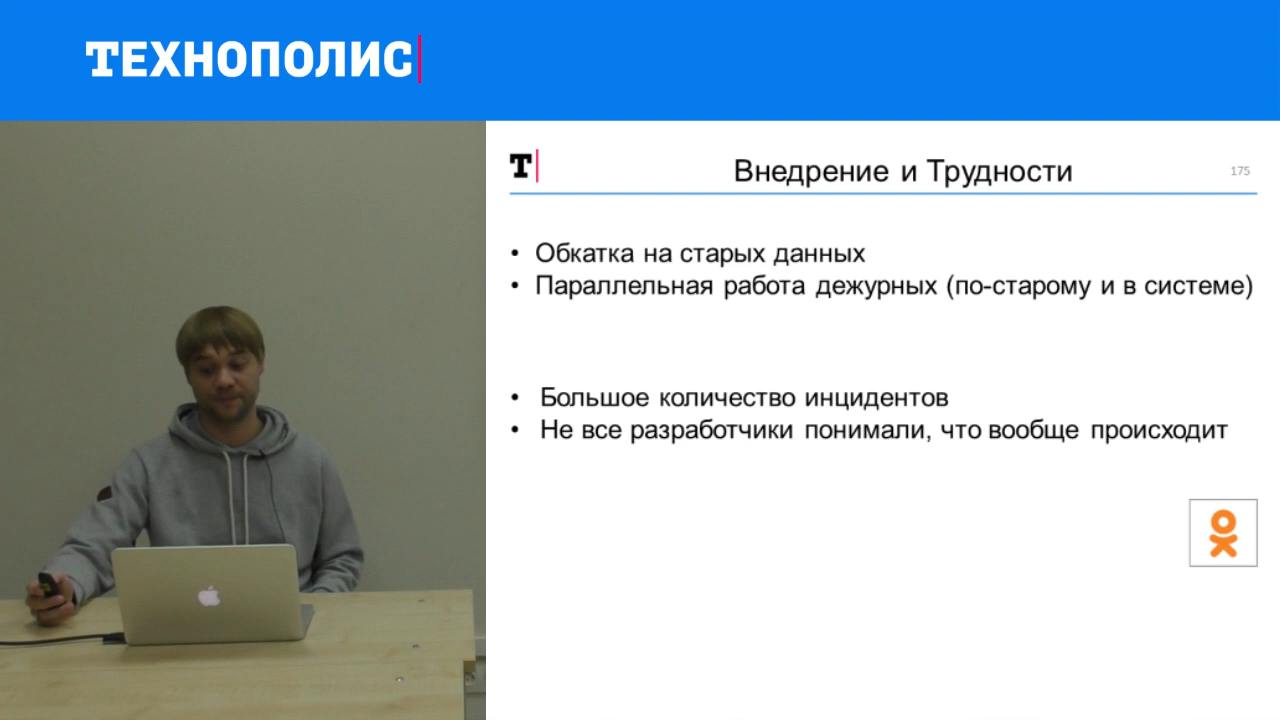 ТЕХНОПОЛИС
Т
Внедрение и Трудности
175
• Обкатка на старых данных
• Параллельная работа дежурных (по-старому и в системе)
• Большое количество инцидентов
• Не все разработчики понимали, что вообще происходит